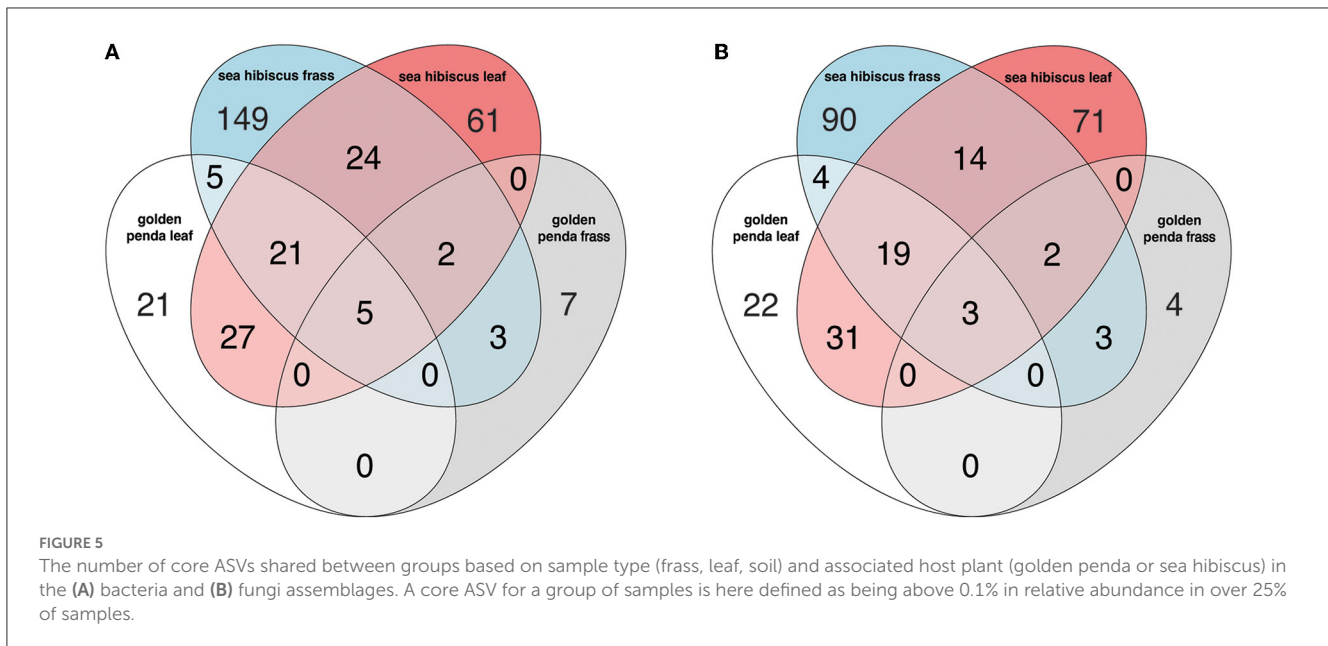 A
sea hibiscus frass
sea hibiscus leaf
149
61
24
5
0
golden
penda leaf
golden
penda frass
21
2
21
7
5
27
3
0
0
0
B
sea hibiscus frass
sea hibiscus leaf
90
71
14
4
0
golden
penda leaf
golden
penda frass
19
2
22
4
3
31
3
0
0
0
FIGURE 5
The number of core ASVs shared between groups based on sample type (frass, leaf, soil) and associated host plant (golden penda or sea hibiscus) in
the (A) bacteria and (B) fungi assemblages. A core ASV for a group of samples is here defined as being above 0.1% in relative abundance in over 25%
of samples.